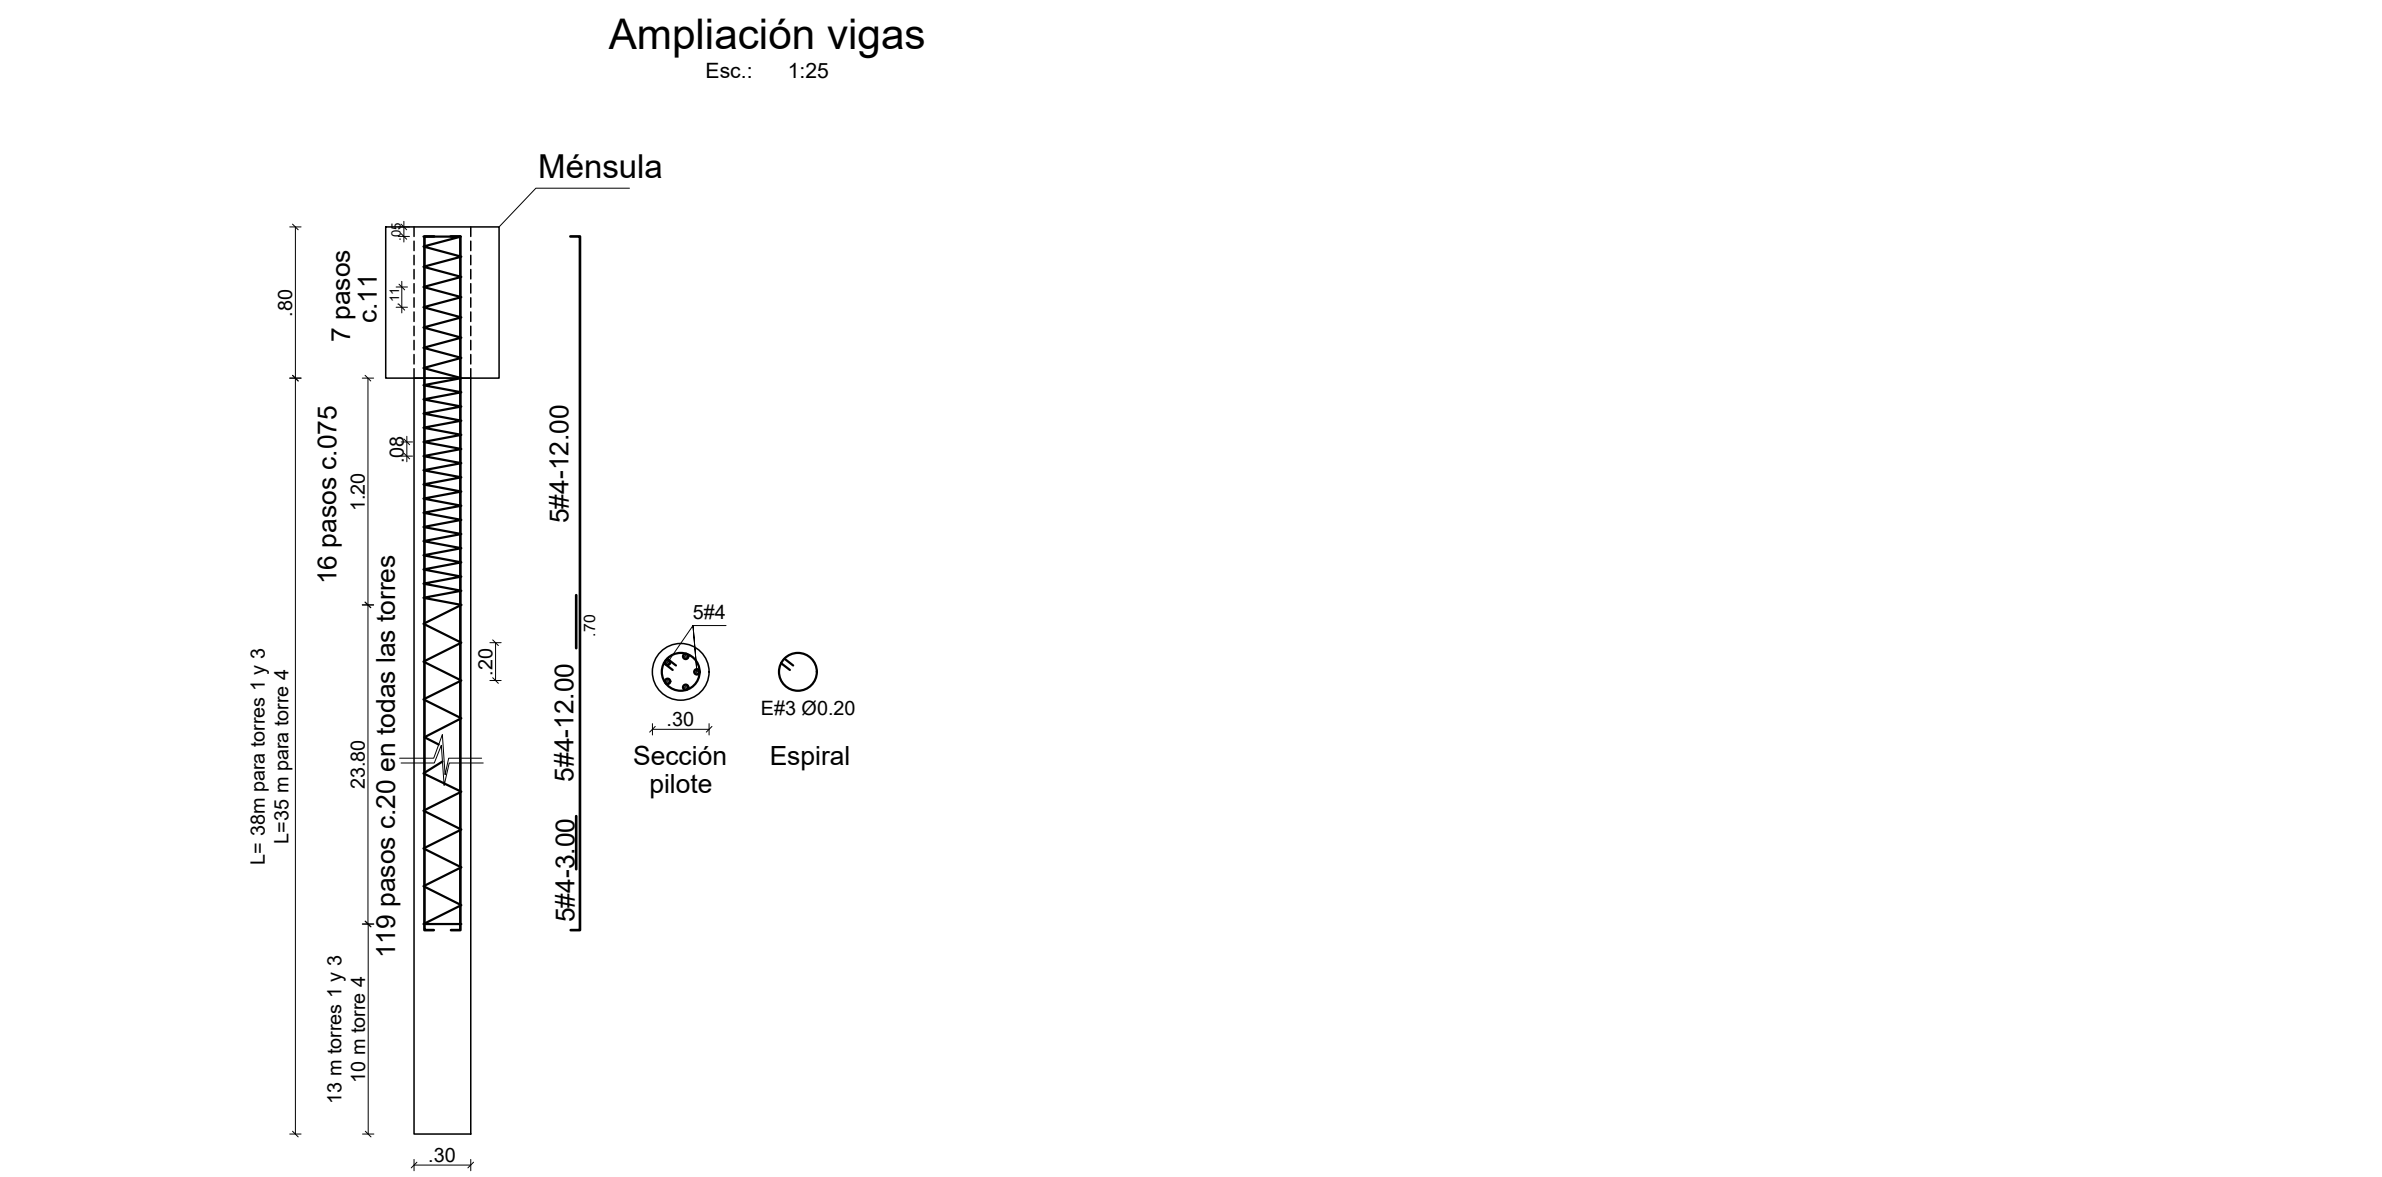 Ampliación vigas
Esc.: 1:25
Ménsula
.05
.80
7 pasos
c.11
.11
16 pasos c.075
1.20
.08
5#4-12.00
.70
5#4
L= 38m para torres 1 y 3
L=35 m para torre 4
23.80
119 pasos c.20 en todas las torres
.20
5#4-12.00
.30
Sección
pilote
E#3 Ø0.20
Espiral
5#4-3.00
13 m torres 1 y 3
10 m torre 4
.30